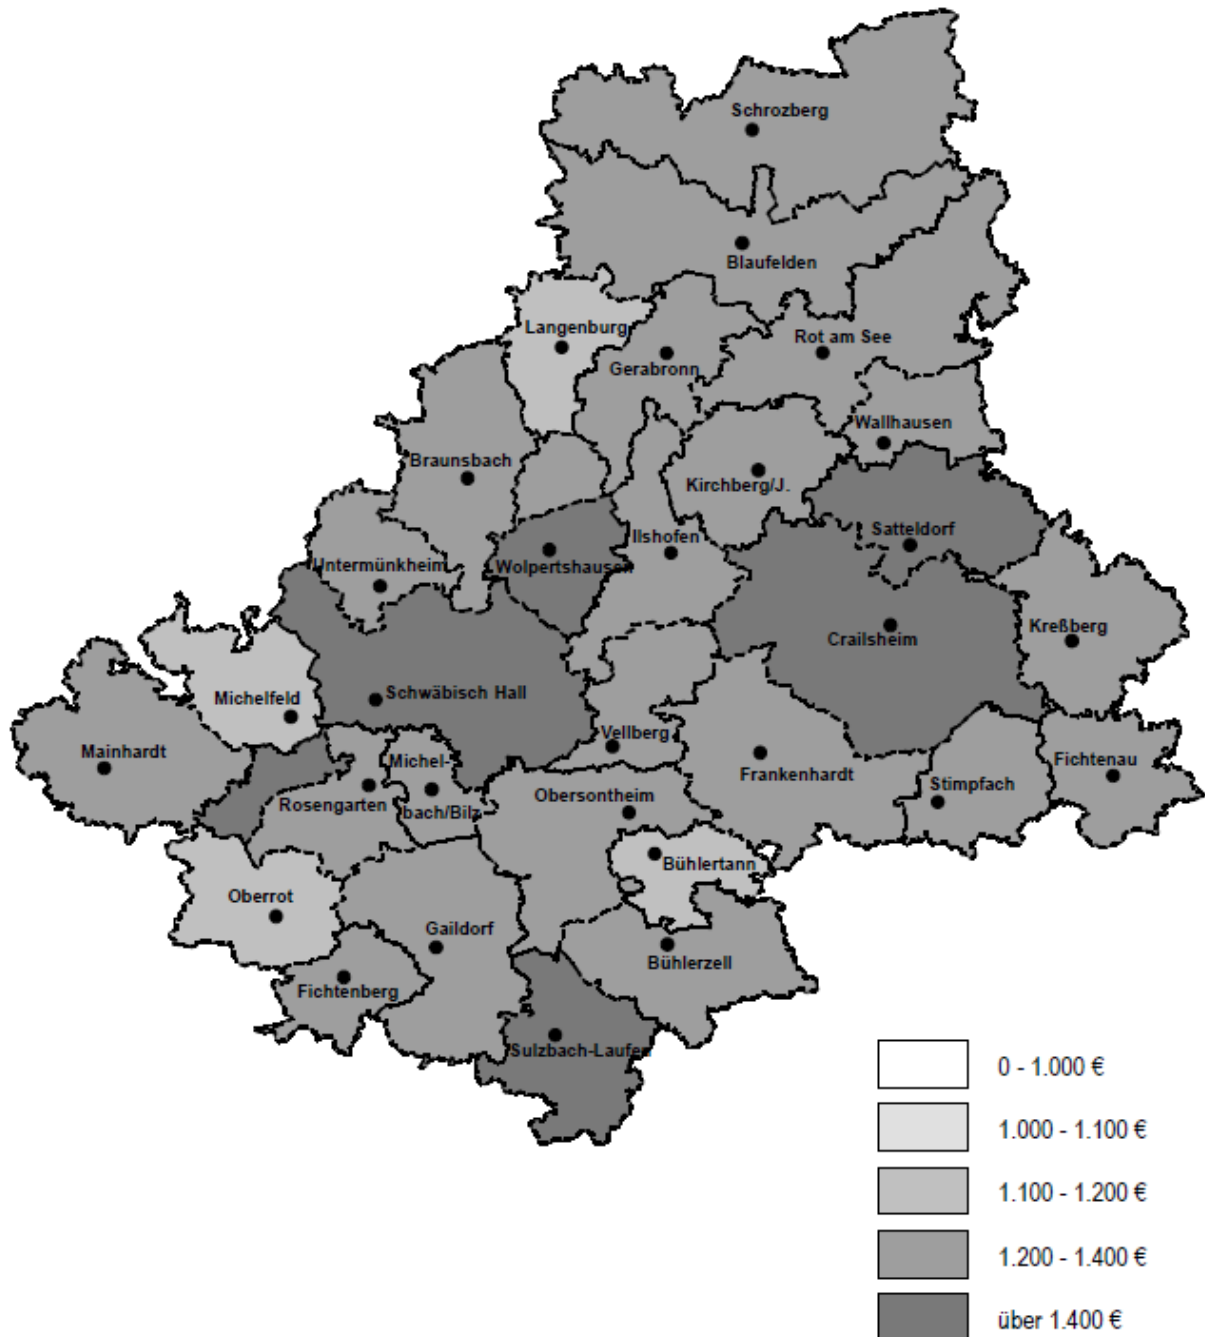 Schrozberg
Blaufelden
Langenburg
Rot am See
Gerabronn
Wallhausen
Braunsbach
Kirchberg/J.
Satteldorf
Ilshofen
Untermünkheim
Wolpertshausen
Kreßberg
Crailsheim
Michelfeld
Schwäbisch Hall
Vellberg
Mainhardt
Michel-
bach/Bilz
Frankenhardt
Fichtenau
Stimpfach
Rosengarten
Obersontheim
Bühlertann
Oberrot
Gaildorf
Bühlerzell
Fichtenberg
Sulzbach-Laufen
0 - 1.000 €
1.000 - 1.100 €
1.100 - 1.200 €
1.200 - 1.400 €
über 1.400 €